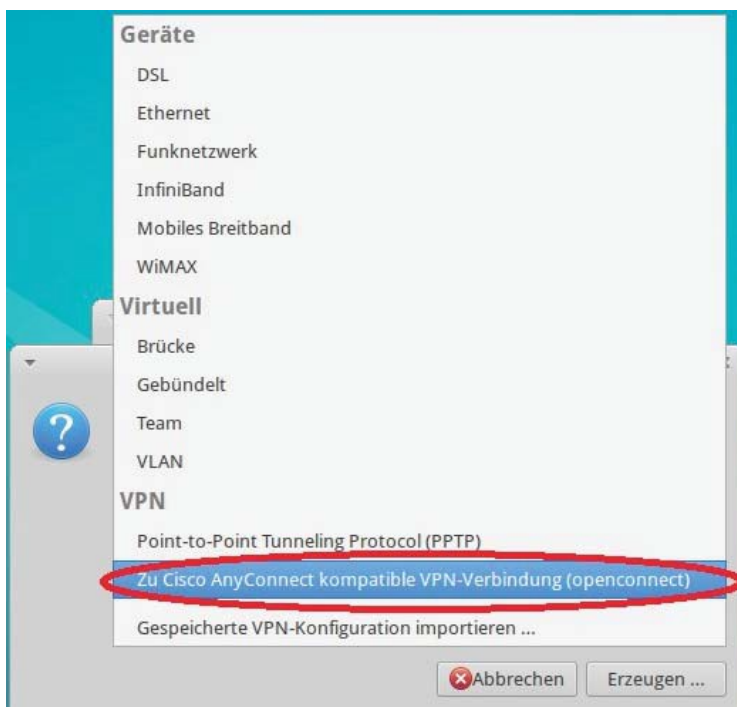 Geräte
DSL
Ethernet
Funknetzwerk
InfiniBand
Mobiles Breitband
WiMAX
Virtuell
Brücke
Gebündelt
Team
VLAN
VPN
Point-to-Point Tunneling Protocol (PPTP)
Zu Cisco AnyConnect kompatible VPN-Verbindung (openconnect)
Gespeicherte VPN-Konfiguration importieren ...
Abbrechen Erzeugen ...